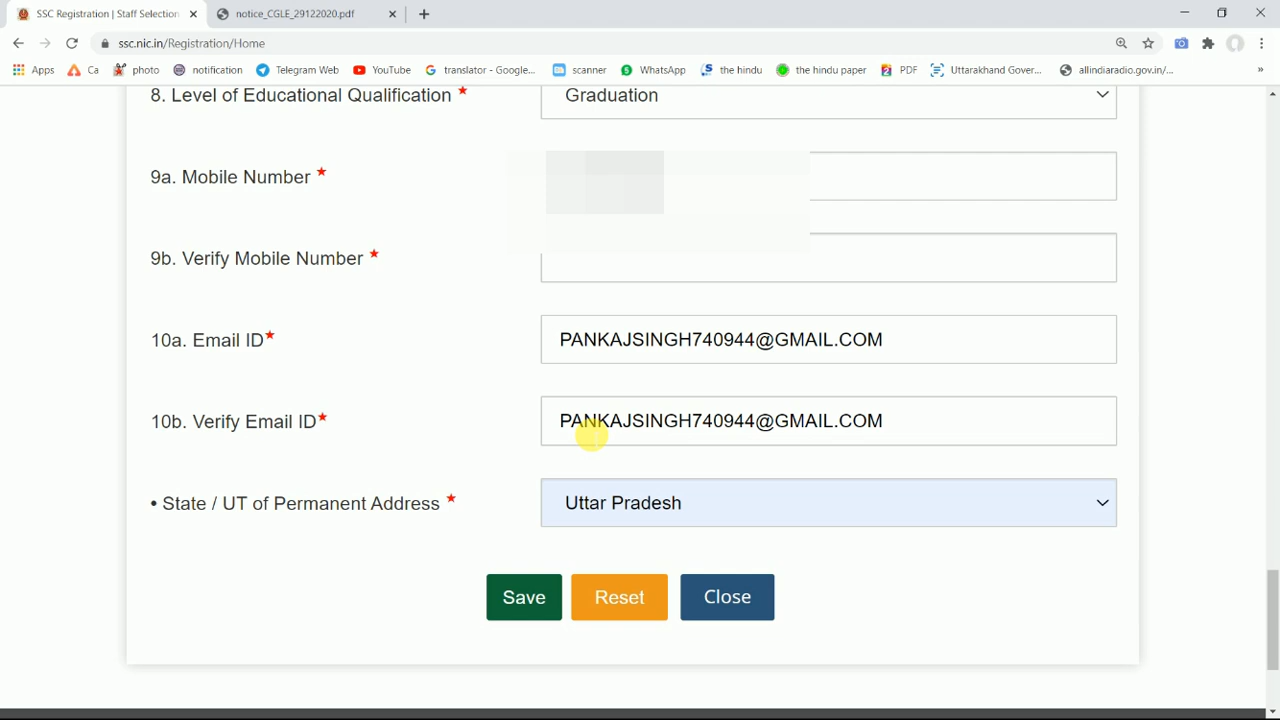 SSC Registration | Staff Selection
notice_CGLE_29122020.pdf
ssc.nic.in/Registration/Home
Apps Ca photo notification Telegram Web YouTube translator - Google... scanner WhatsApp the hindu the hindu paper PDF Uttarakhand Gover... allindiaradio.gov.in/... »
8. Level of Educational Qualification * Graduation
9a. Mobile Number *
9b. Verify Mobile Number *
10a. Email ID* PANKAJSINGH740944@GMAIL.COM
10b. Verify Email ID* PANKAJSINGH740944@GMAIL.COM
• State / UT of Permanent Address * Uttar Pradesh
Save Reset Close